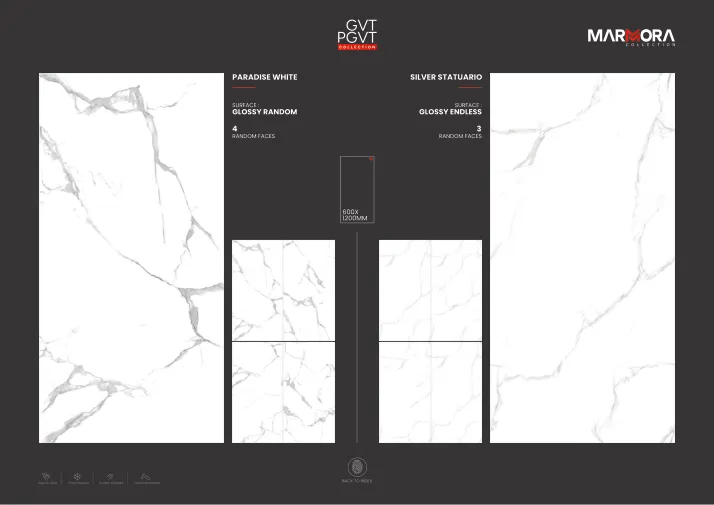 GVT
PGVT
COLLECTION
MARMORA
COLLECTION
PARADISE WHITE
SURFACE :
GLOSSY RANDOM
4
RANDOM FACES
SILVER STATUARIO
SURFACE :
GLOSSY ENDLESS
3
RANDOM FACES
600X
1200MM
BACK TO INDEX